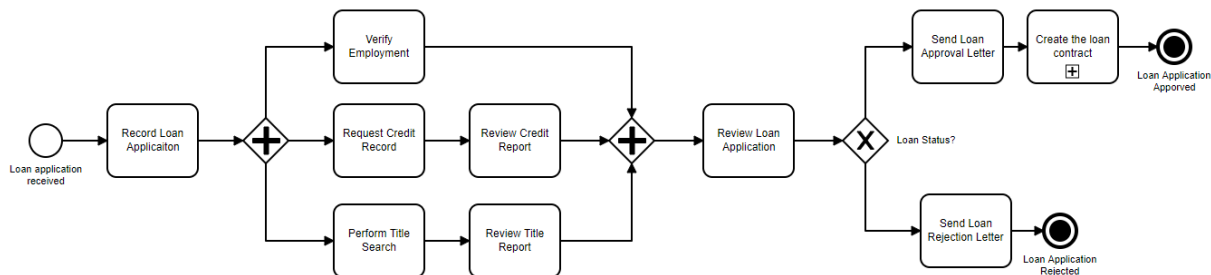 Loan application
received
Record Loan
Applicaiton
Verify
Employment
Request Credit
Record
Review Credit
Report
Perform Title
Search
Review Title
Report
Review Loan
Application
Loan Status?
Send Loan
Approval Letter
Create the loan
contract
Loan Application
Apporved
Send Loan
Rejection Letter
Loan Application
Rejected